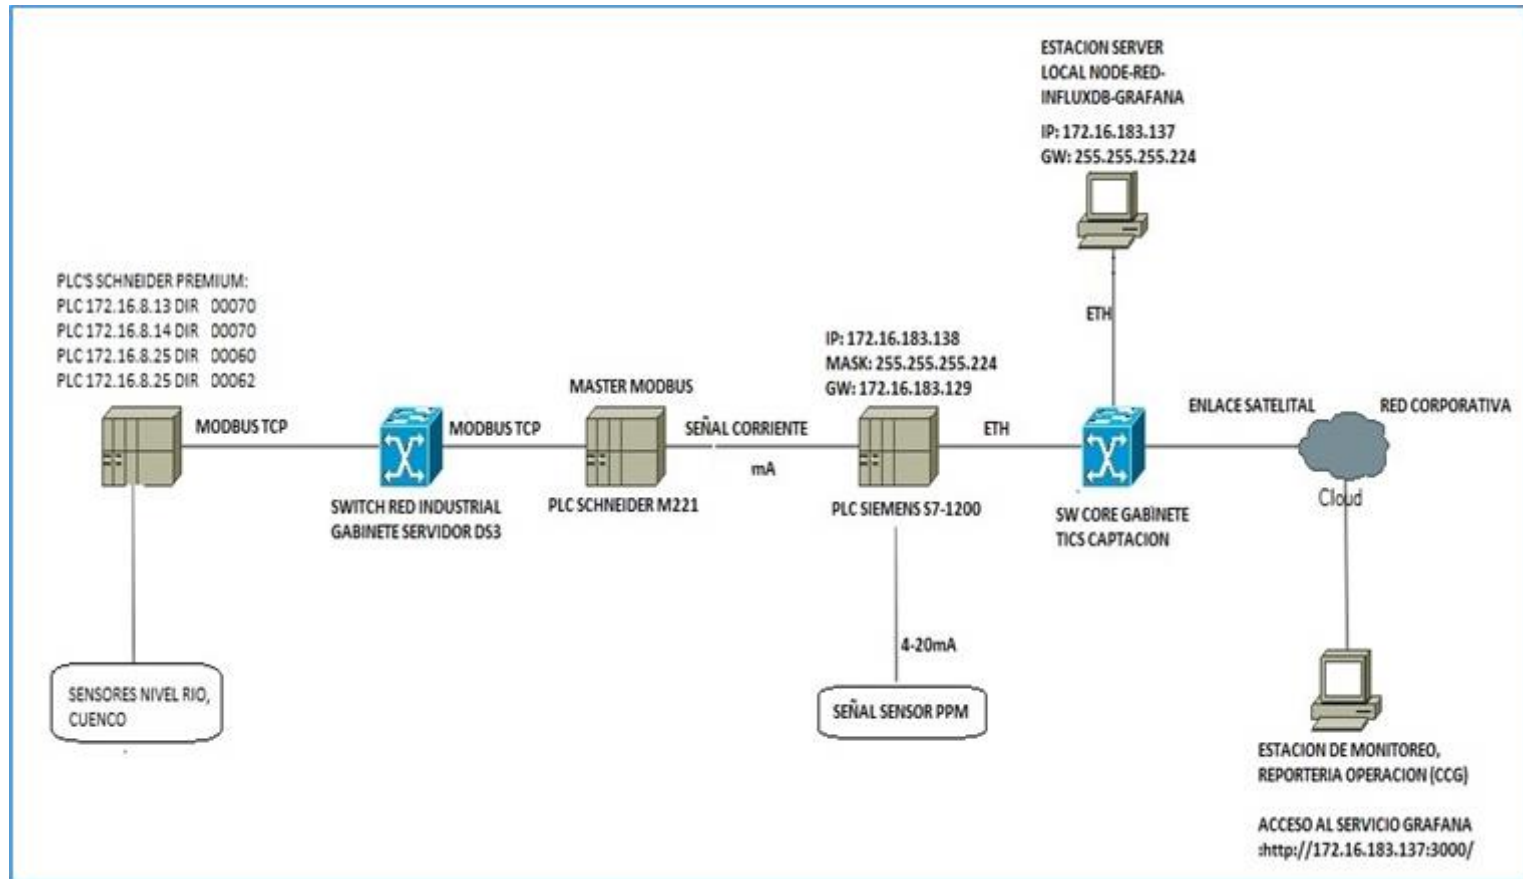 ESTACION SERVER
LOCAL NODE-RED-
INFLUXDB-GRAFANA
IP: 172.16.183.137
GW: 255.255.255.224
ETH
PLC'S SCHNEIDER PREMIUM:
PLC 172.16.8.13 DIR 00070
PLC 172.16.8.14 DIR 00070
PLC 172.16.8.25 DIR 00060
PLC 172.16.8.25 DIR 00062
MODBUS TCP
SWITCH RED INDUSTRIAL
GABINETE SERVIDOR DS3
MODBUS TCP
MASTER MODBUS
PLC SCHNEIDER M221
SEÑAL CORRIENTE
mA
IP: 172.16.183.138
MASK: 255.255.255.224
GW: 172.16.183.129
PLC SIEMENS S7-1200
ETH
SW CORE GABINETE
TICS CAPTACION
ENLACE SATELITAL
RED CORPORATIVA
Cloud
SENSORES NIVEL RIO,
CUENCO
4-20mA
SEÑAL SENSOR PPM
ESTACION DE MONITOREO,
REPORTERIA OPERACION (CCG)
ACCESO AL SERVICIO GRAFANA
:http://172.16.183.137:3000/